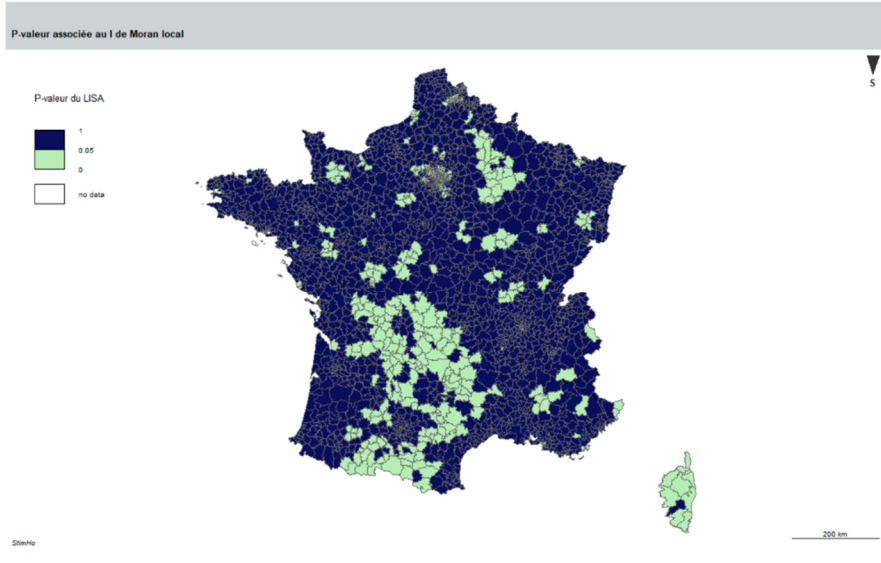 P-valeur associée au I de Moran local
S
P-valeur du LISA
1
0.05
0
no data
200 km
StimHo